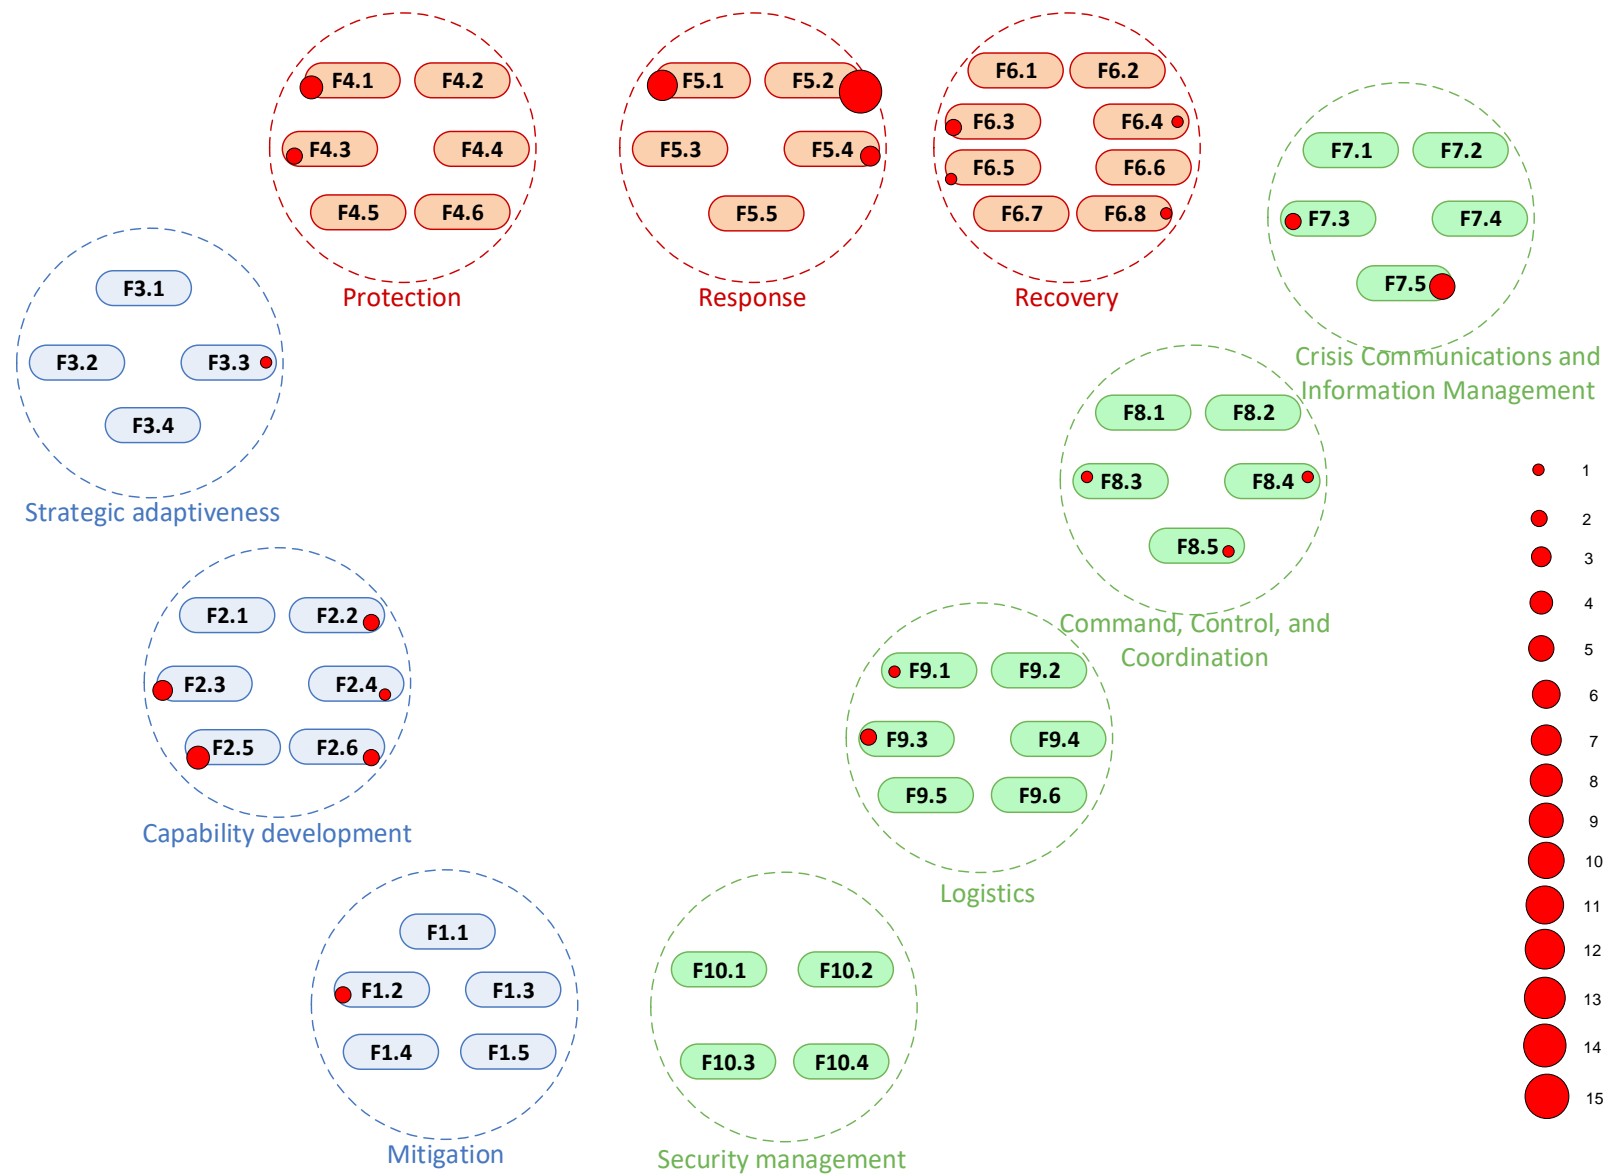 F4.1 F4.2
F4.3 F4.4
F4.5 F4.6
Protection
F5.1 F5.2
F5.3 F5.4
F5.5
Response
F6.1 F6.2
F6.3 F6.4
F6.5 F6.6
F6.7 F6.8
Recovery
F7.1 F7.2
F7.3 F7.4
F7.5
Crisis Communications and
Information Management
F3.1
F3.2 F3.3
F3.4
Strategic adaptiveness
F8.1 F8.2
F8.3 F8.4
F8.5
Command, Control, and
Coordination
F2.1 F2.2
F2.3 F2.4
F2.5 F2.6
Capability development
F9.1 F9.2
F9.3 F9.4
F9.5 F9.6
Logistics
F1.1
F1.2 F1.3
F1.4 F1.5
Mitigation
F10.1 F10.2
F10.3 F10.4
Security management
1
2
3
4
5
6
7
8
9
10
11
12
13
14
15